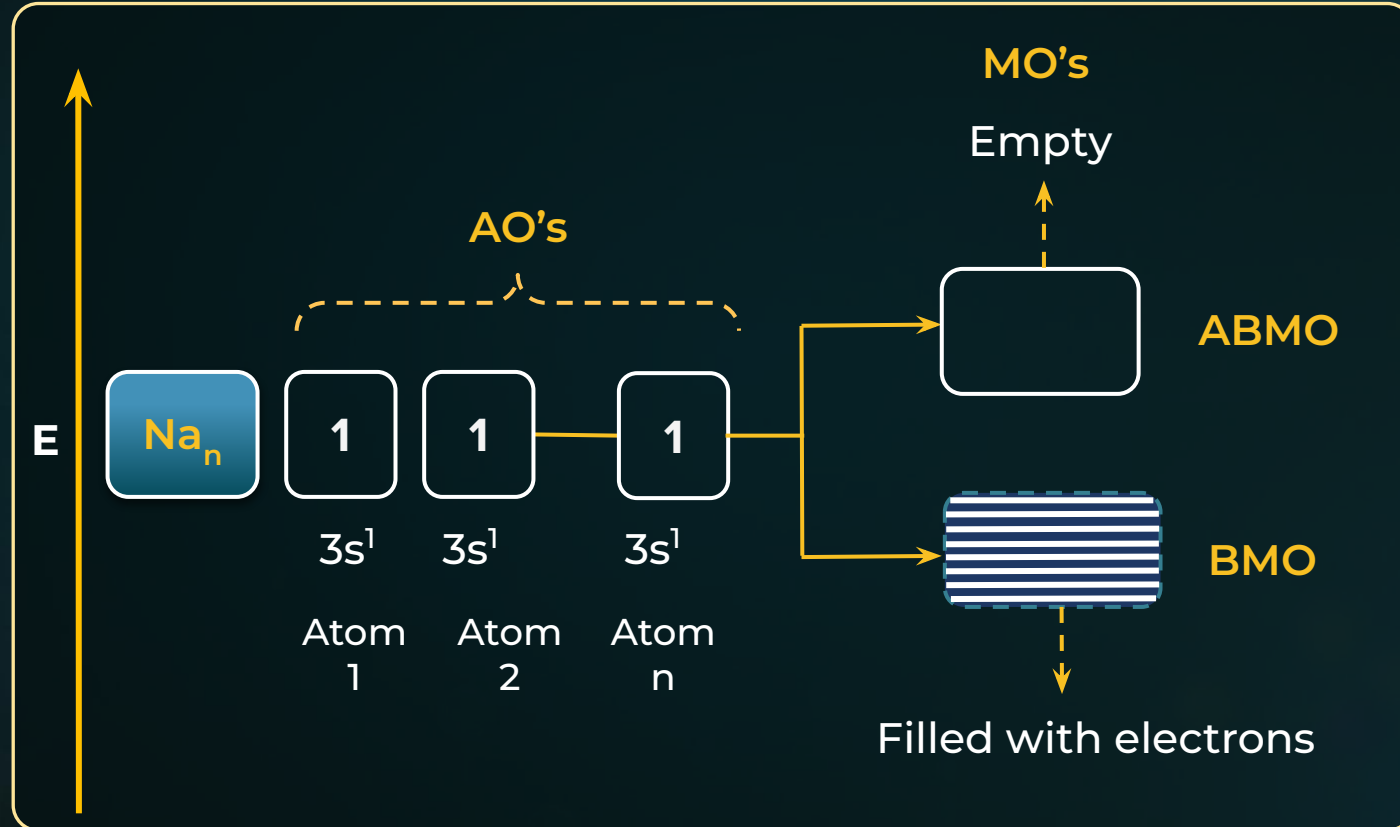 MO’s
Empty
AO’s
ABMO
E
Naₙ
1
1
1
3s¹
3s¹
3s¹
BMO
Atom
1
Atom
2
Atom
n
Filled with electrons